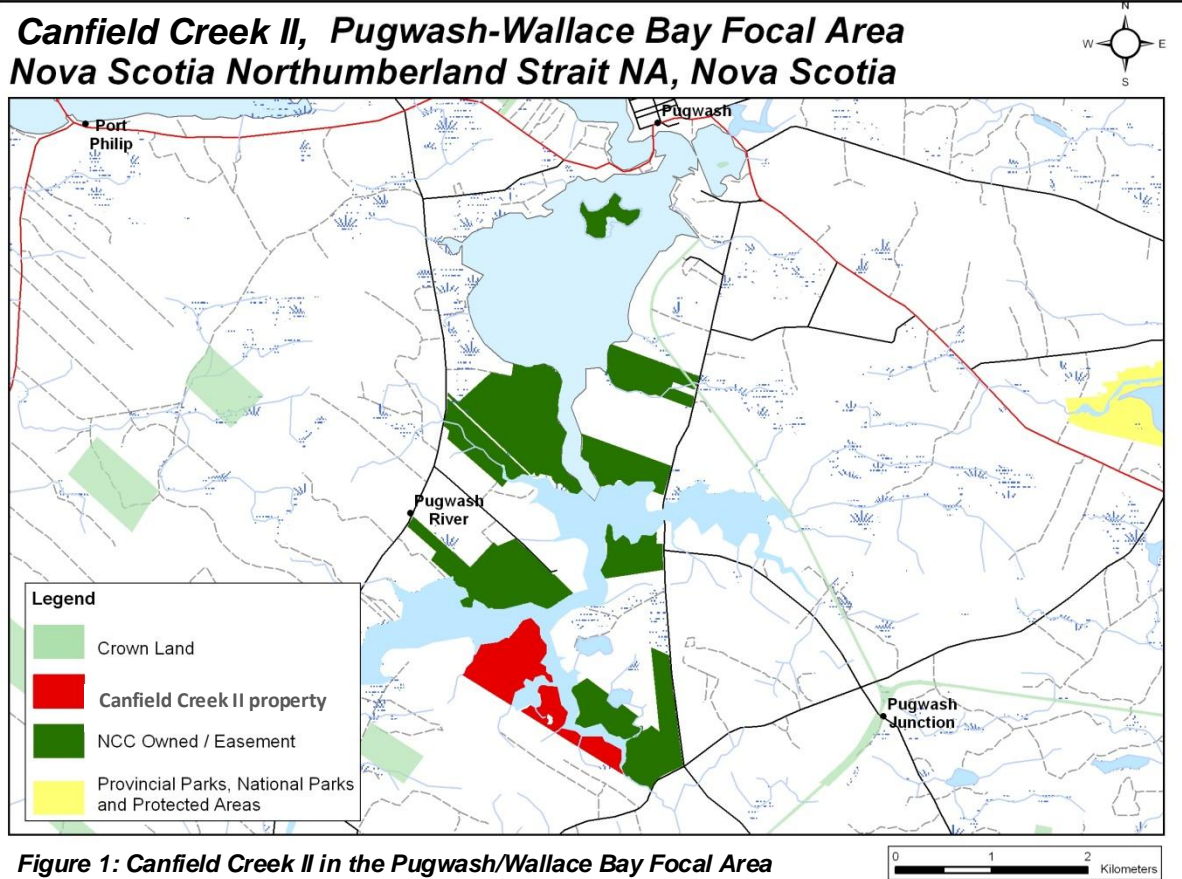 Canfield Creek II, Pugwash-Wallace Bay Focal Area
Nova Scotia Northumberland Strait NA, Nova Scotia
N
W E
S
Port
Philip
Pugwash
Pugwash
River
Pugwash
Junction
Legend
Crown Land
Canfield Creek II property
NCC Owned / Easement
Provincial Parks, National Parks
and Protected Areas
Figure 1: Canfield Creek II in the Pugwash/Wallace Bay Focal Area
0 1 2
Kilometers